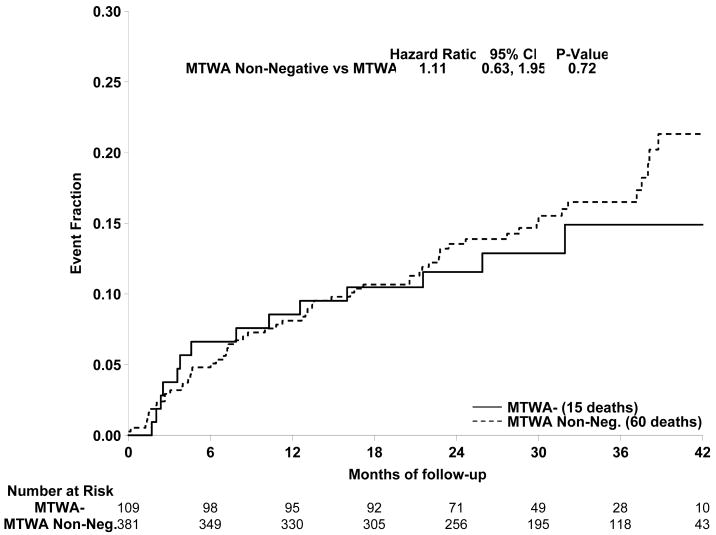 0.30
Hazard Ratio 95% CI P-Value
MTWA Non-Negative vs MTWA 1.11 0.63, 1.95 0.72
0.25
0.20
0.15
0.10
0.05
0.00
Event Fraction
MTWA- (15 deaths)
MTWA Non-Neg. (60 deaths)
0 6 12 18 24 30 36 42
Months of follow-up
Number at Risk
MTWA- 109 98 95 92 71 49 28 10
MTWA Non-Neg. 381 349 330 305 256 195 118 43